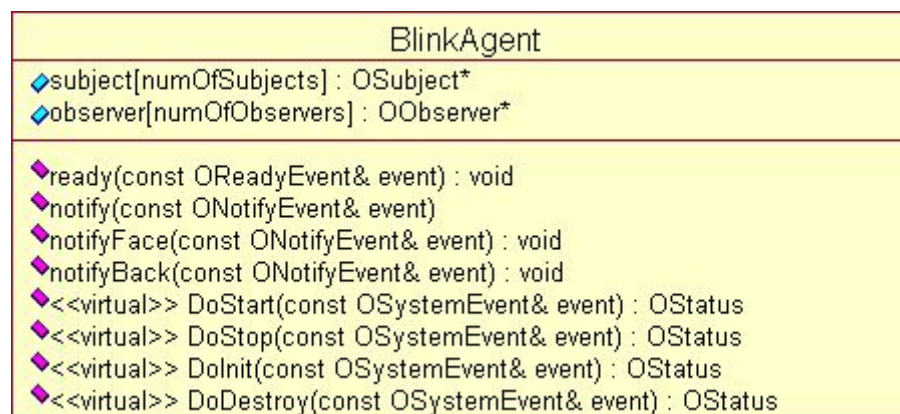 BlinkAgent
subject[numOfSubjects] : OSubject*
observer[numOfObservers] : OObserver*
ready(const OReadyEvent& event) : void
notify(const ONotifyEvent& event)
notifyFace(const ONotifyEvent& event) : void
notifyBack(const ONotifyEvent& event) : void
<<virtual>> DoStart(const OSystemEvent& event) : OStatus
<<virtual>> DoStop(const OSystemEvent& event) : OStatus
<<virtual>> DoInit(const OSystemEvent& event) : OStatus
<<virtual>> DoDestroy(const OSystemEvent& event) : OStatus